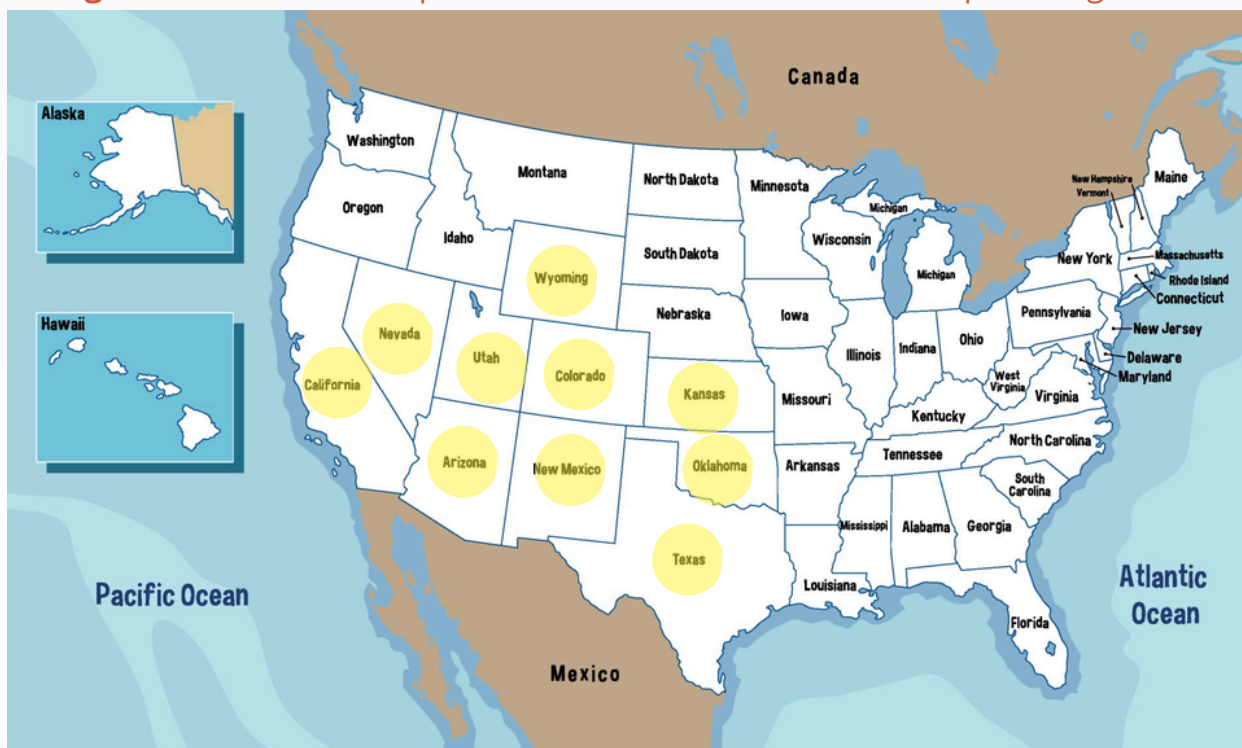 Canada
Alaska
Washington
Montana
North Dakota
Minnesota
Michigan
New Hampshire
Vermont
Maine
Oregon
Idaho
Wyoming
South Dakota
Wisconsin
Michigan
New York
Massachusetts
Rhode Island
Connecticut
Hawaii
Nevada
Utah
Colorado
Nebraska
Iowa
Illinois
Indiana
Ohio
Pennsylvania
New Jersey
Delaware
Maryland
California
Kansas
Missouri
West
Virginia
Virginia
Kentucky
Arizona
New Mexico
Oklahoma
Arkansas
Tennessee
North Carolina
South
Carolina
Texas
Mississippi
Alabama
Georgia
Louisiana
Florida
Pacific Ocean
Atlantic
Ocean
Mexico